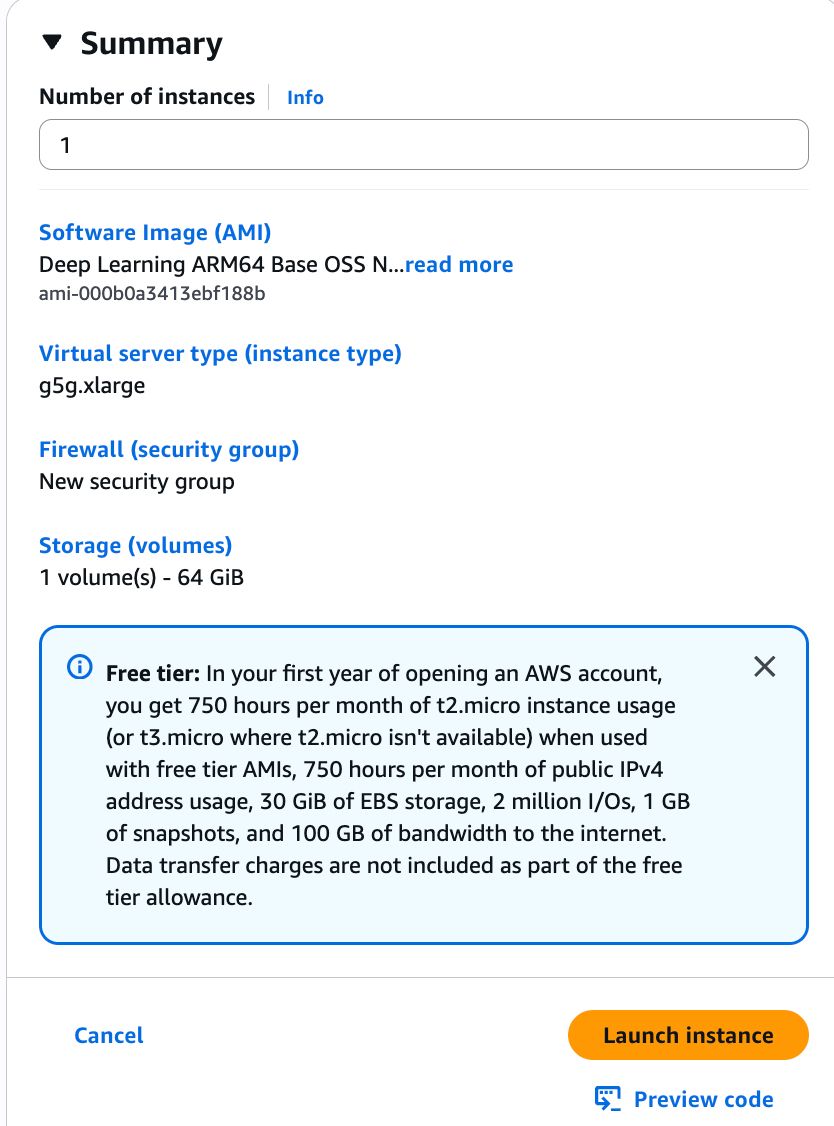 Summary
Number of instances
Info
1
Software Image (AMI)
Deep Learning ARM64 Base OSS N...read more
ami-000b0a3413ebf188b
Virtual server type (instance type)
g5g.xlarge
Firewall (security group)
New security group
Storage (volumes)
1 volume(s) - 64 GiB
Free tier: In your first year of opening an AWS account,
you get 750 hours per month of t2.micro instance usage
(or t3.micro where t2.micro isn't available) when used
with free tier AMIs, 750 hours per month of public IPv4
address usage, 30 GiB of EBS storage, 2 million I/Os, 1 GB
of snapshots, and 100 GB of bandwidth to the internet.
Data transfer charges are not included as part of the free
tier allowance.
Cancel
Launch instance
Preview code